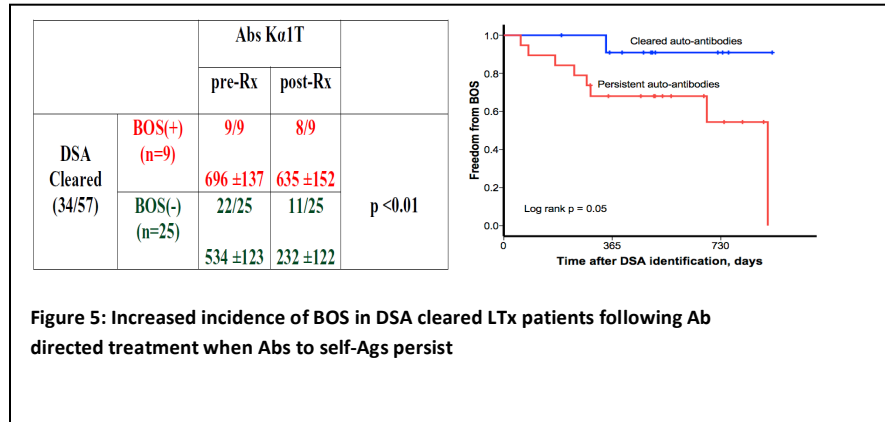 Abs Kα1T
pre-Rx post-Rx
DSA
Cleared
(34/57)
BOS(+)
(n=9)
9/9 8/9
696 ±137 635 ±152
BOS(-)
(n=25)
22/25 11/25
534 ±123 232 ±122
p <0.01
Freedom from BOS
1.0
0.8
0.6
0.4
0.2
0.0
Cleared auto-antibodies
Persistent auto-antibodies
Log rank p = 0.05
0 365 730
Time after DSA identification, days
Figure 5: Increased incidence of BOS in DSA cleared LTx patients following Ab
directed treatment when Abs to self-Ags persist